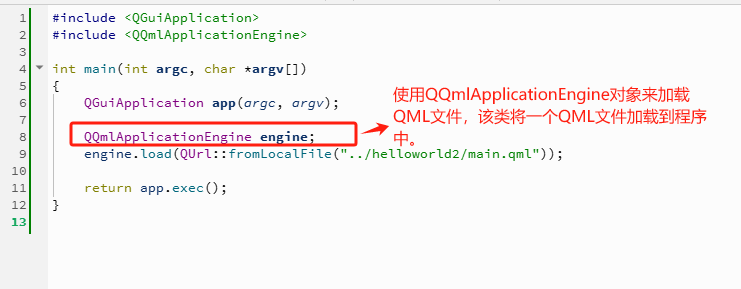 1 #include <QGuiApplication>
2 #include <QQmlApplicationEngine>
3
4 int main(int argc, char *argv[])
5 {
6 QGuiApplication app(argc, argv);
7
8 QQmlApplicationEngine engine;
9 engine.load(QUrl::fromLocalFile("../helloworld2/main.qml"));
10
11 return app.exec();
12 }
13
使用QQmlApplicationEngine对象来加载
QML文件，该类将一个QML文件加载到程序
中。